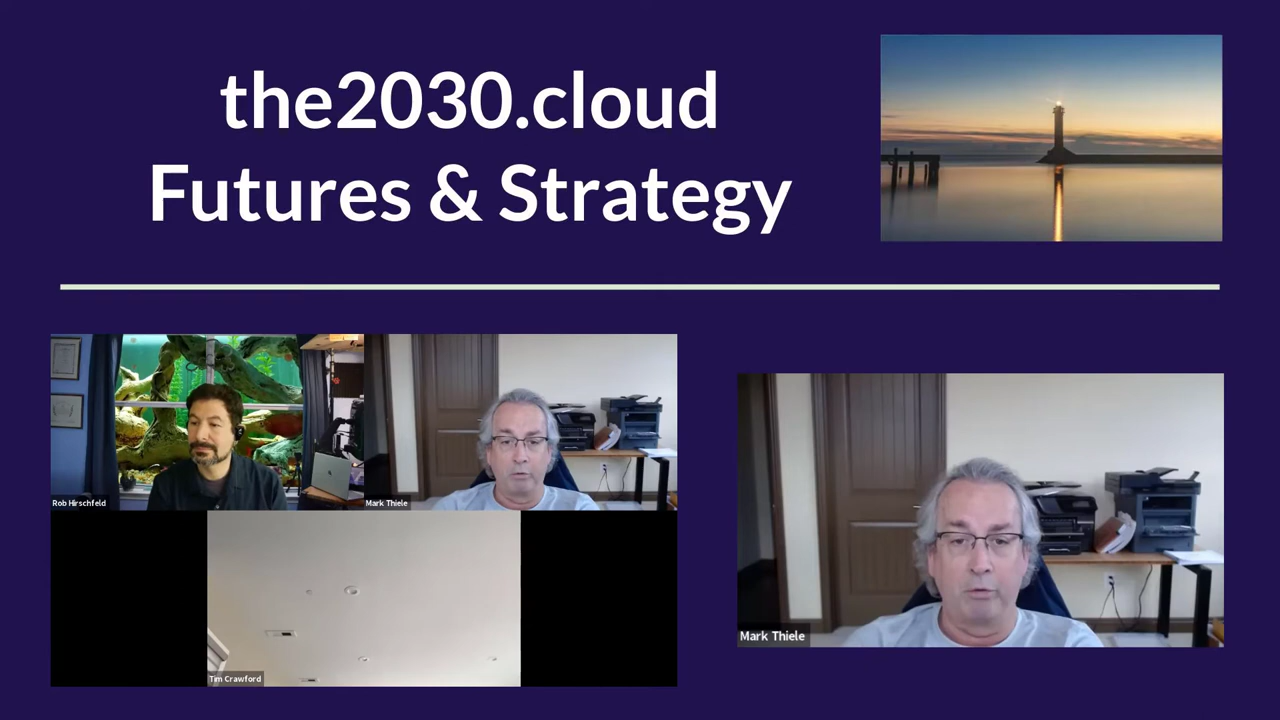 the2030.cloud
Futures & Strategy
Rob Hirschfeld
Mark Thiele
Tim Crawford
Mark Thiele